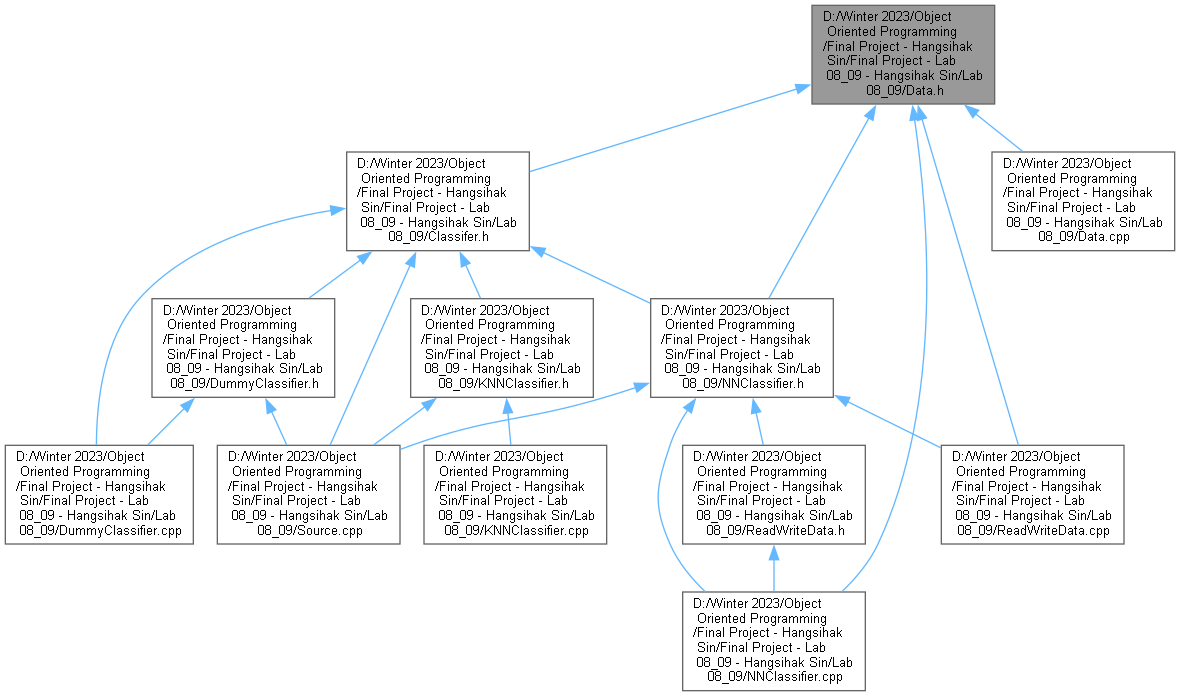 D:/Winter 2023/Object
Oriented Programming
/Final Project - Hangsihak
Sin/Final Project - Lab
08_09 - Hangsihak Sin/Lab
08_09/Data.h
D:/Winter 2023/Object
Oriented Programming
/Final Project - Hangsihak
Sin/Final Project - Lab
08_09 - Hangsihak Sin/Lab
08_09/Classifer.h
D:/Winter 2023/Object
Oriented Programming
/Final Project - Hangsihak
Sin/Final Project - Lab
08_09 - Hangsihak Sin/Lab
08_09/Data.cpp
D:/Winter 2023/Object
Oriented Programming
/Final Project - Hangsihak
Sin/Final Project - Lab
08_09 - Hangsihak Sin/Lab
08_09/DummyClassifier.h
D:/Winter 2023/Object
Oriented Programming
/Final Project - Hangsihak
Sin/Final Project - Lab
08_09 - Hangsihak Sin/Lab
08_09/KNNClassifier.h
D:/Winter 2023/Object
Oriented Programming
/Final Project - Hangsihak
Sin/Final Project - Lab
08_09 - Hangsihak Sin/Lab
08_09/NNClassifier.h
D:/Winter 2023/Object
Oriented Programming
/Final Project - Hangsihak
Sin/Final Project - Lab
08_09 - Hangsihak Sin/Lab
08_09/DummyClassifier.cpp
D:/Winter 2023/Object
Oriented Programming
/Final Project - Hangsihak
Sin/Final Project - Lab
08_09 - Hangsihak Sin/Lab
08_09/Source.cpp
D:/Winter 2023/Object
Oriented Programming
/Final Project - Hangsihak
Sin/Final Project - Lab
08_09 - Hangsihak Sin/Lab
08_09/KNNClassifier.cpp
D:/Winter 2023/Object
Oriented Programming
/Final Project - Hangsihak
Sin/Final Project - Lab
08_09 - Hangsihak Sin/Lab
08_09/ReadWriteData.h
D:/Winter 2023/Object
Oriented Programming
/Final Project - Hangsihak
Sin/Final Project - Lab
08_09 - Hangsihak Sin/Lab
08_09/ReadWriteData.cpp
D:/Winter 2023/Object
Oriented Programming
/Final Project - Hangsihak
Sin/Final Project - Lab
08_09 - Hangsihak Sin/Lab
08_09/NNClassifier.cpp